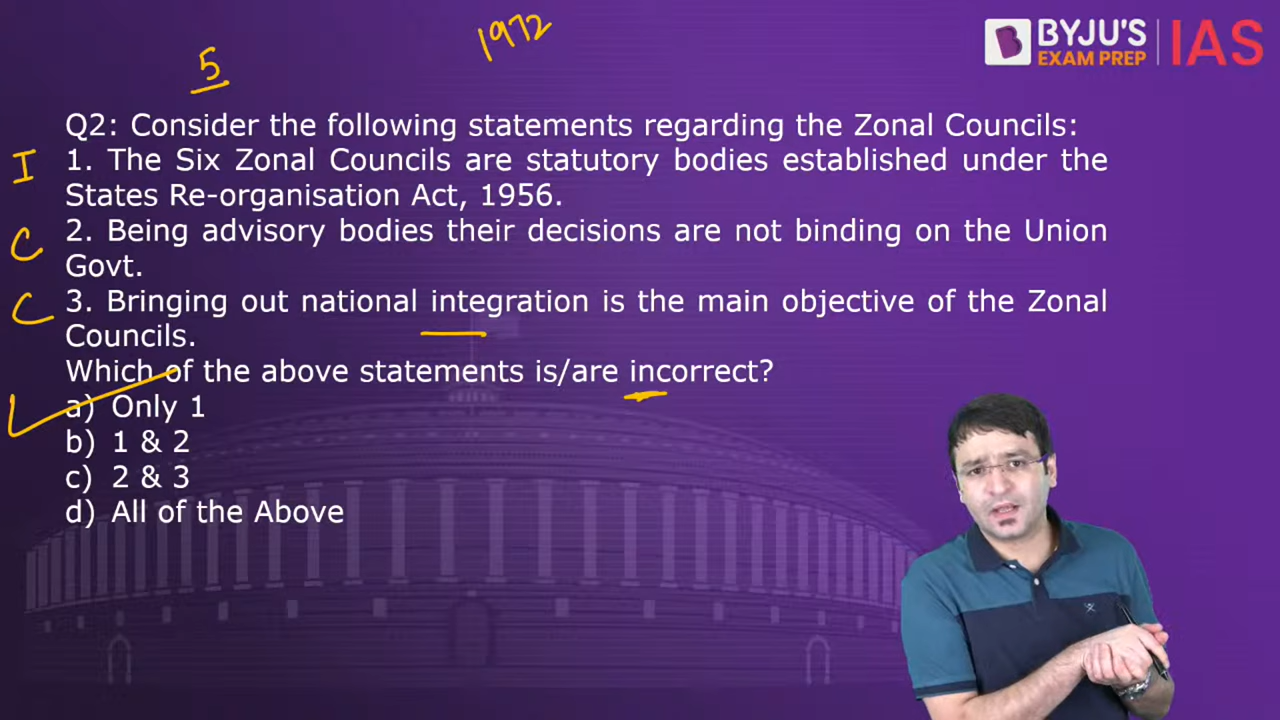 1972
BYJU'S
EXAM PREP
IAS
5
Q2: Consider the following statements regarding the Zonal Councils:
I
1. The Six Zonal Councils are statutory bodies established under the
States Re-organisation Act, 1956.
C
2. Being advisory bodies their decisions are not binding on the Union
Govt.
C
3. Bringing out national integration is the main objective of the Zonal
Councils.
Which of the above statements is/are incorrect?
a) Only 1
b) 1 & 2
c) 2 & 3
d) All of the Above